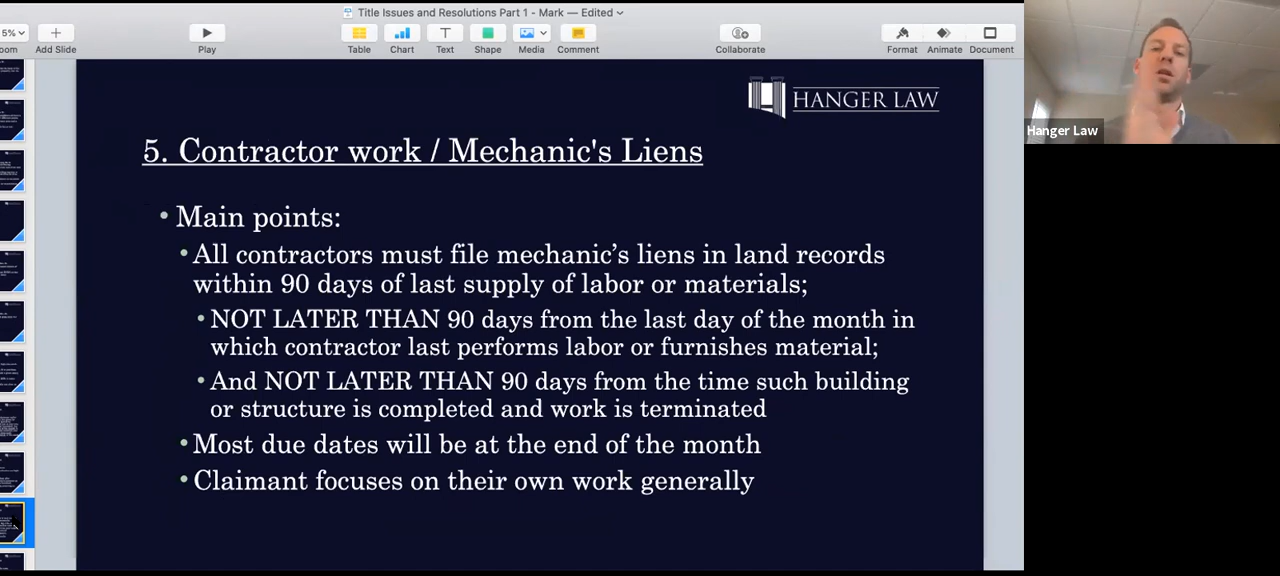 Title Issues and Resolutions Part 1 - Mark — Edited
5%
Add Slide
Play
Table
Chart
Text
Shape
Media
Comment
Collaborate
Format
Animate
Document
HANGER LAW
Hanger Law
5. Contractor work / Mechanic's Liens
• Main points:
• All contractors must file mechanic’s liens in land records
within 90 days of last supply of labor or materials;
• NOT LATER THAN 90 days from the last day of the month in
which contractor last performs labor or furnishes material;
• And NOT LATER THAN 90 days from the time such building
or structure is completed and work is terminated
• Most due dates will be at the end of the month
• Claimant focuses on their own work generally